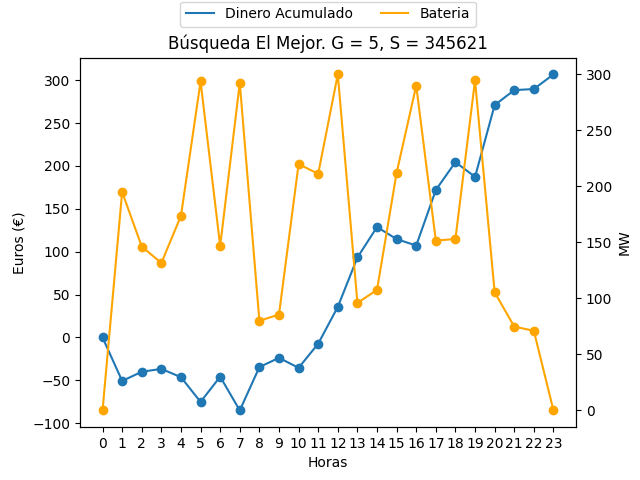 Dinero Acumulado Bateria
Búsqueda El Mejor. G = 5, S = 345621
300
250
200
150
100
50
0
−50
−100
Euros (€)
300
250
200
150
100
50
0
MW
0 1 2 3 4 5 6 7 8 9 10 11 12 13 14 15 16 17 18 19 20 21 22 23
Horas